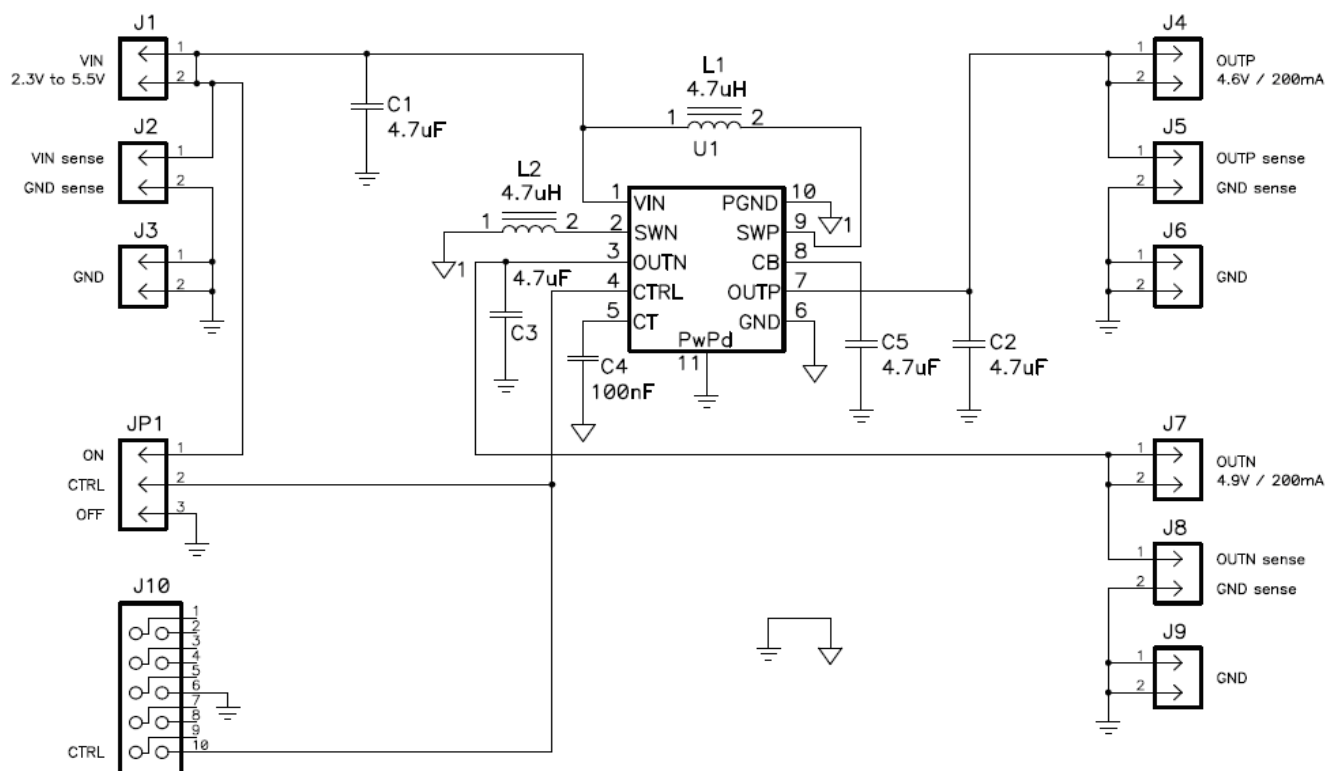 J1
VIN
2.3V to 5.5V
1
2
J2
VIN sense
GND sense
1
2
J3
GND
1
2
C1
4.7uF
L1
4.7uH
1
2
U1
L2
4.7uH
1
2
1
1 VIN
2 SWN
3 OUTN
4 CTRL
5 CT
PGND 10
SWP 9
CB 8
OUTP 7
GND 6
PwPd
11
1
4.7uF
C3
C4
100nF
C5
4.7uF
C2
4.7uF
J4
1
2
OUTP
4.6V / 200mA
J5
1
2
OUTP sense
GND sense
J6
1
2
GND
JP1
ON
CTRL
OFF
1
2
3
J7
1
2
OUTN
4.9V / 200mA
J8
1
2
OUTN sense
GND sense
J9
1
2
GND
J10
1
2
3
4
5
6
7
8
9
10
CTRL